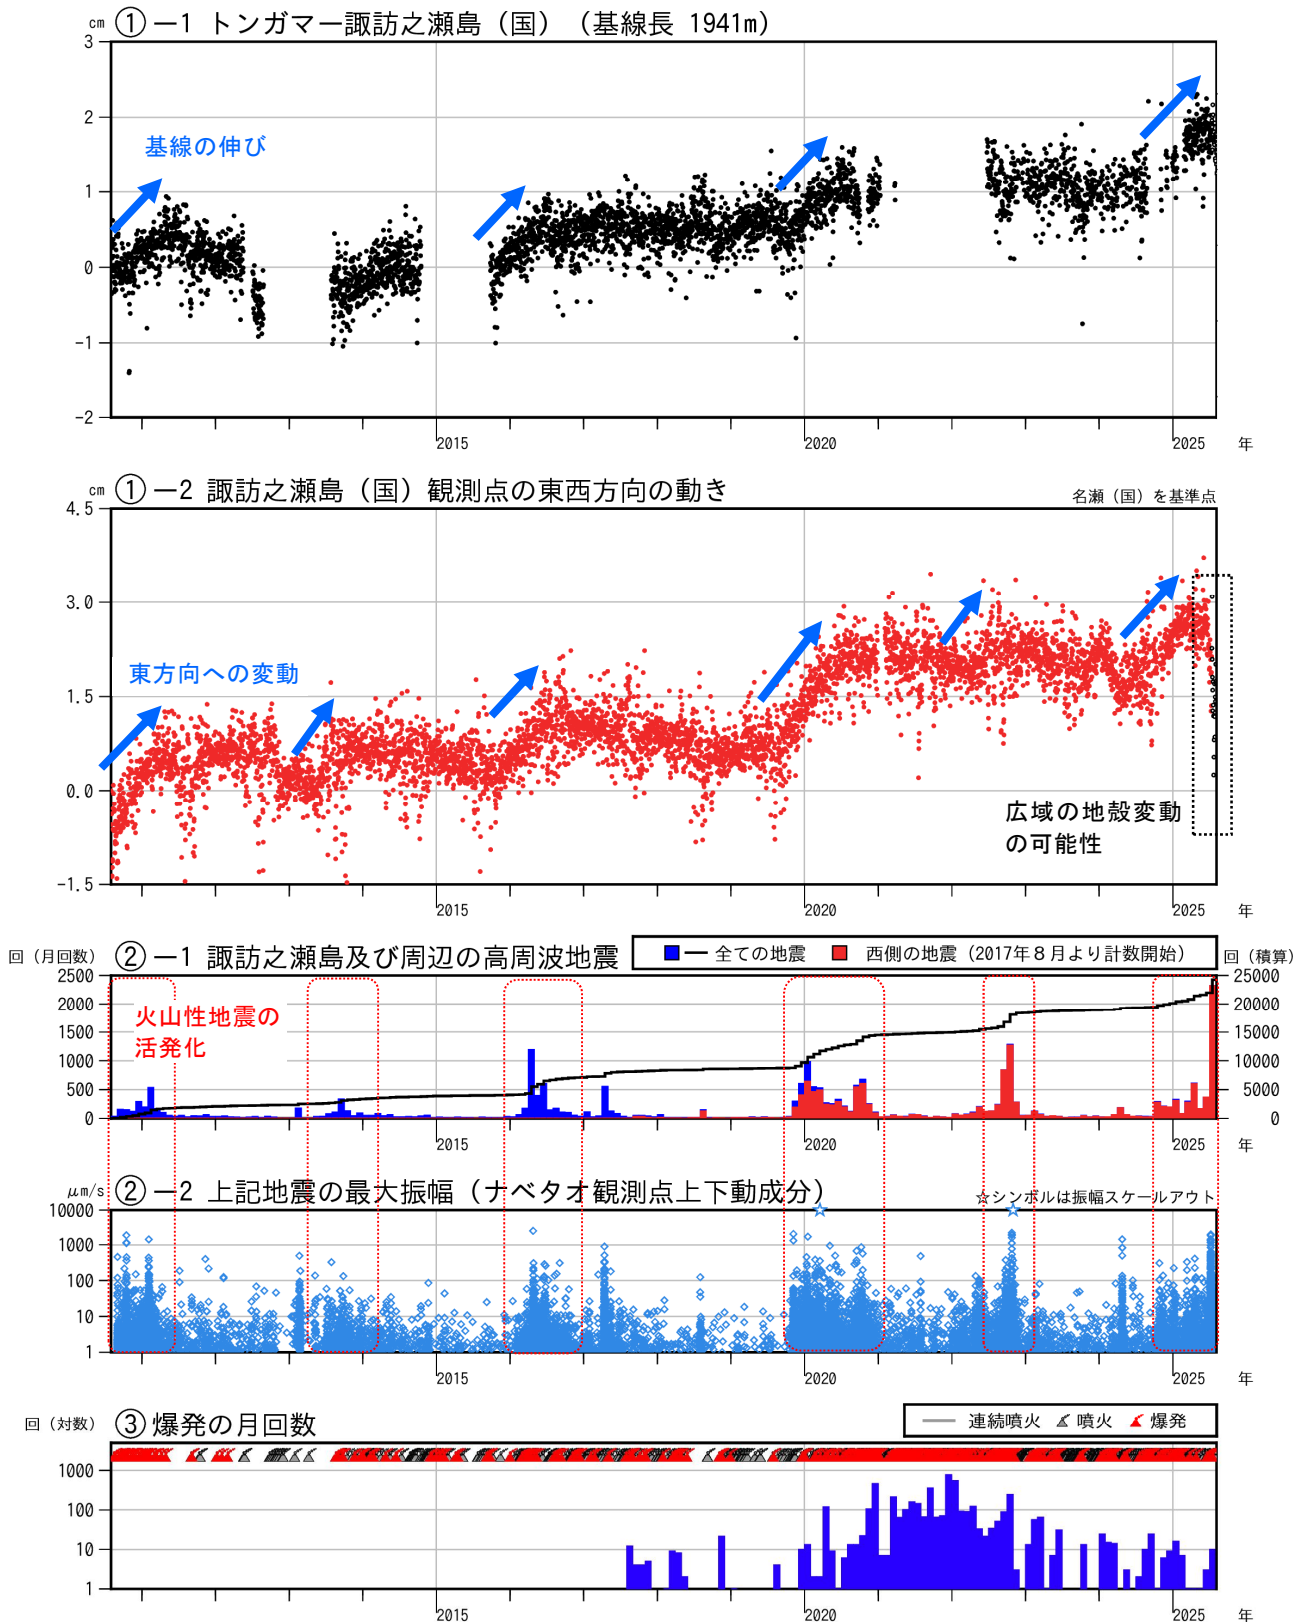 cm ①－1 トンガマー諏訪之瀬島（国）（基線長 1941m）
3
2
1
0
-1
-2
基線の伸び
2015 2020 2025 年
cm ①－2 諏訪之瀬島（国）観測点の東西方向の動き
名瀬（国）を基準点
4.5
3.0
1.5
0.0
-1.5
東方向への変動
広域の地殻変動
の可能性
2015 2020 2025 年
回（月回数） ②－1 諏訪之瀬島及び周辺の高周波地震
全ての地震 西側の地震（2017年８月より計数開始）
回（積算）
2500 25000
2000 20000
1500 15000
1000 10000
500 5000
0 0
火山性地震の
活発化
2015 2020 2025 年
μm/s ②－2 上記地震の最大振幅（ナベタオ観測点上下動成分）
☆シンボルは振幅スケールアウト
10000
1000
100
10
1
2015 2020 2025 年
回（対数） ③爆発の月回数
連続噴火 噴火 爆発
1000
100
10
1
2015 2020 2025 年